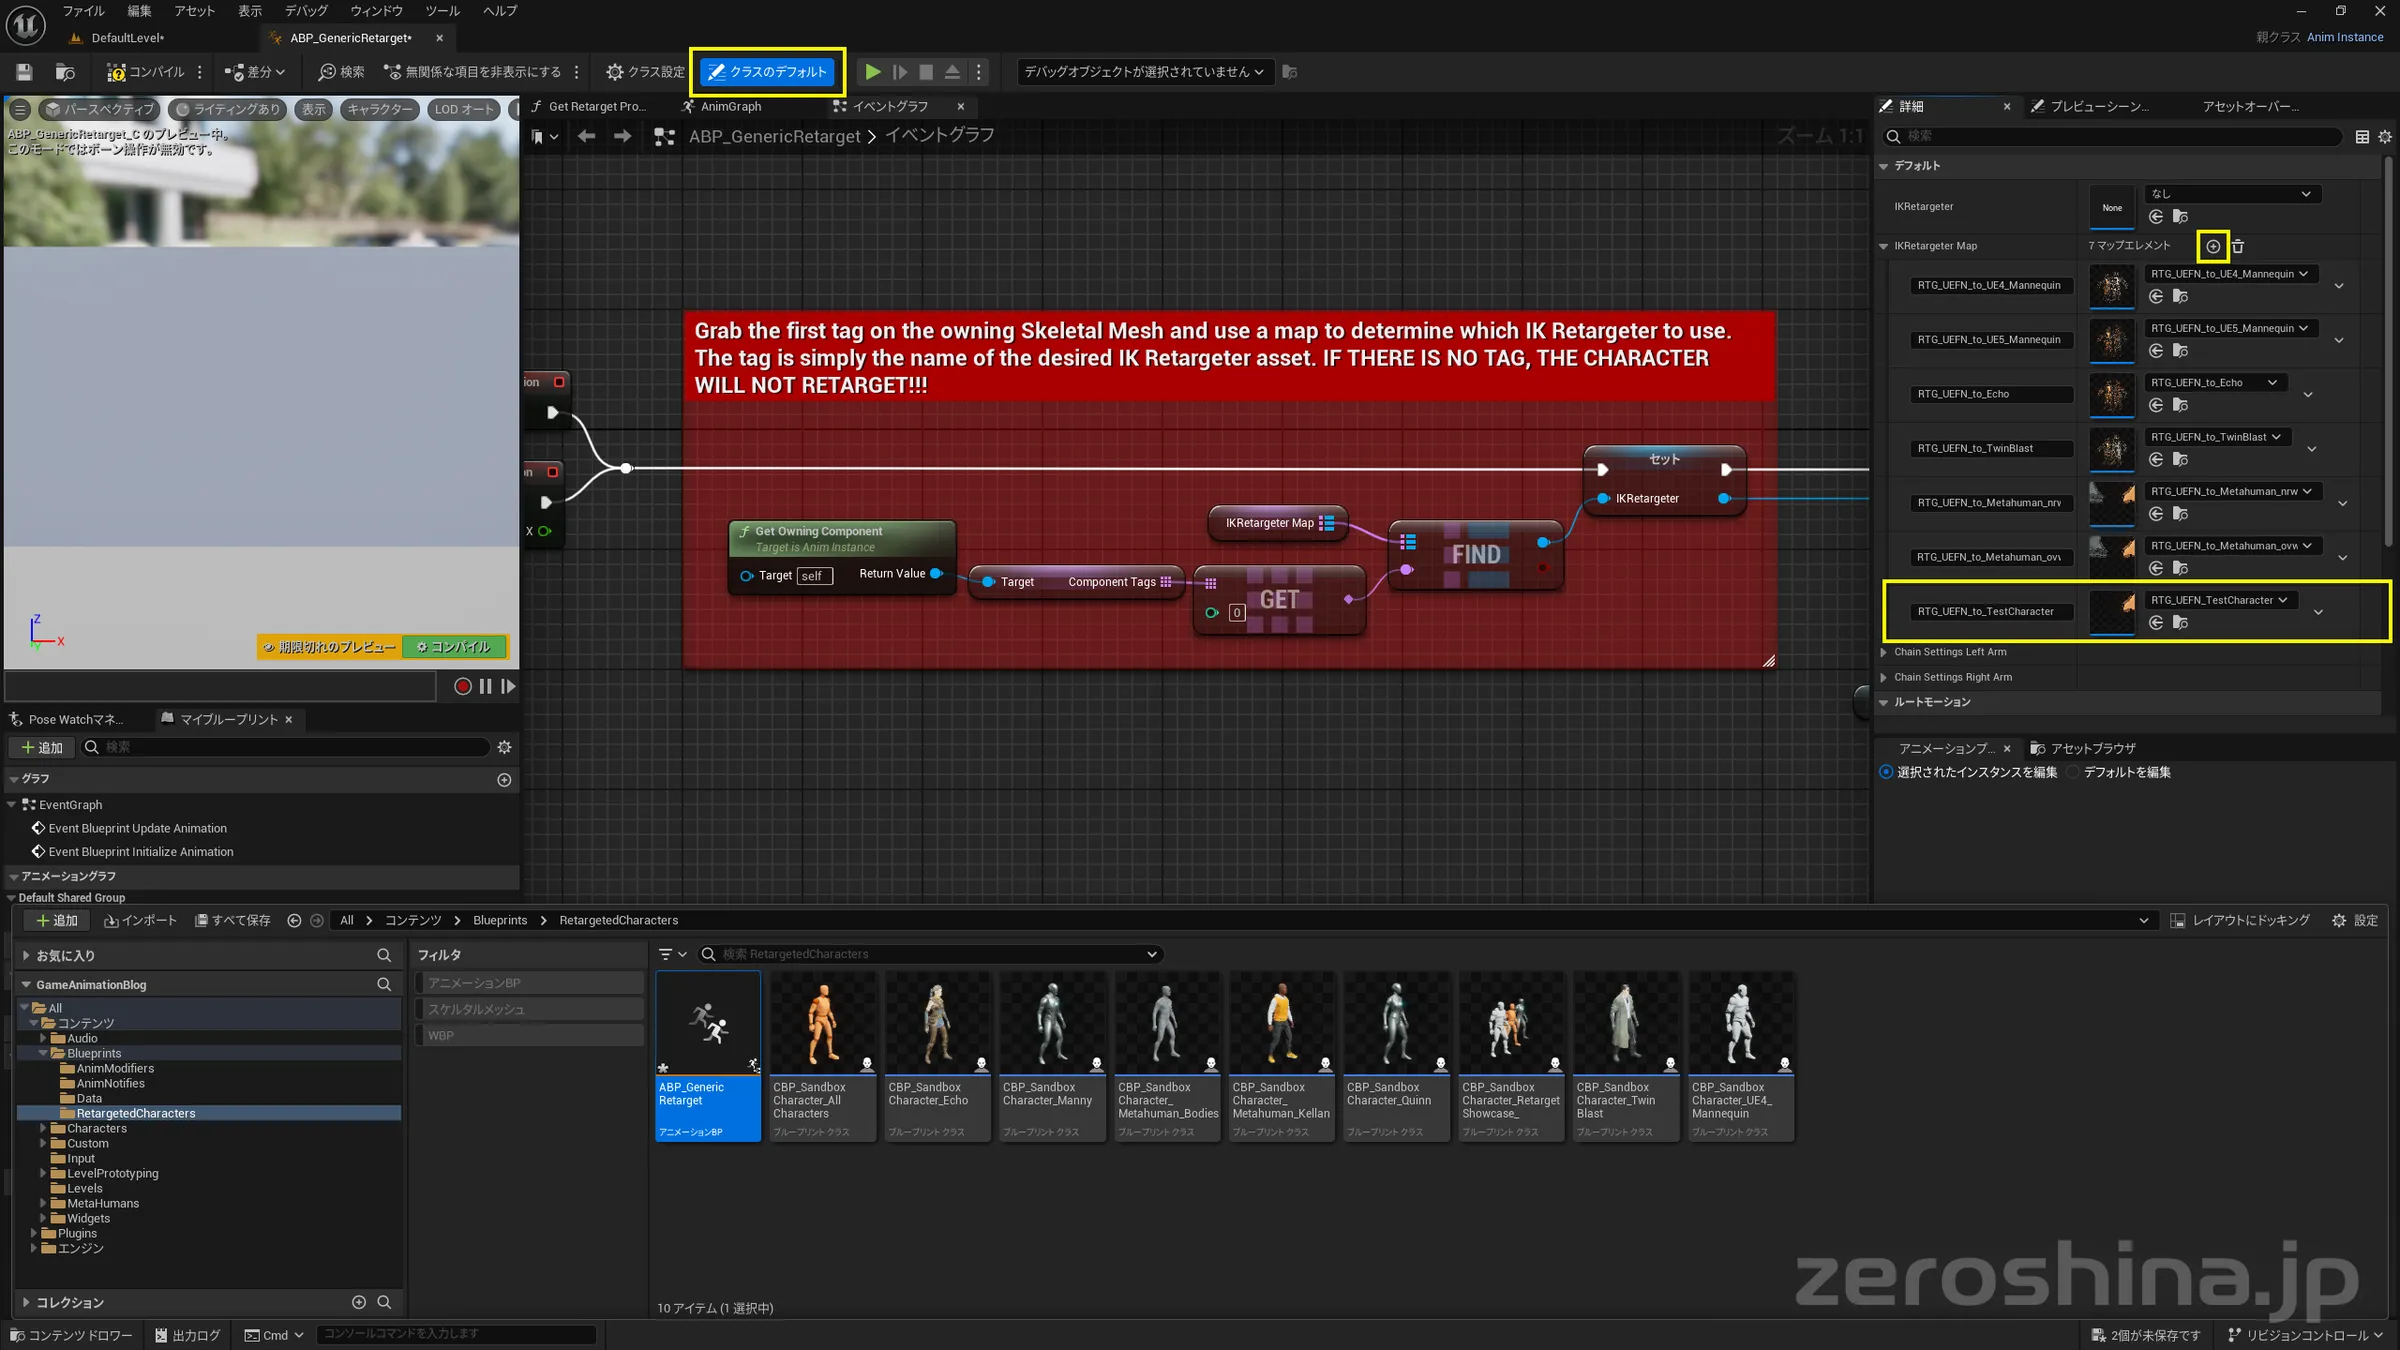 ファイル 編集 アセット 表示 デバッグ ウィンドウ ツール ヘルプ
DefaultLevel*
ABP_GenericRetarget*
親クラス Anim Instance
コンパイル
差分
検索
無関係な項目を非表示にする
クラス設定
クラスのデフォルト
デバッグオブジェクトが選択されていません
パースペクティブ
ライティングあり
表示
キャラクター
LOD オート
ABP_GenericRetarget_C のプレビュー中。
このモードではボーン操作が無効です。
Z
X
期限切れのプレビュー
コンパイル
Get Retarget Pro...
AnimGraph
イベントグラフ
ABP_GenericRetarget > イベントグラフ
ズーム 1:1
Grab the first tag on the owning Skeletal Mesh and use a map to determine which IK Retargeter to use.
The tag is simply the name of the desired IK Retargeter asset. IF THERE IS NO TAG, THE CHARACTER
WILL NOT RETARGET!!!
セット
IKRetargeter
IKRetargeter Map
FIND
Get Owning Component
Target is Anim Instance
Target self
Return Value
Target
Component Tags
GET
0
X
詳細
プレビューシーン...
アセットオーバー...
検索
デフォルト
IKRetargeter
None
なし
IKRetargeter Map
7 マップエレメント
RTG_UEFN_to_UE4_Mannequin
RTG_UEFN_to_UE4_Mannequin
RTG_UEFN_to_UE5_Mannequin
RTG_UEFN_to_UE5_Mannequin
RTG_UEFN_to_Echo
RTG_UEFN_to_Echo
RTG_UEFN_to_TwinBlast
RTG_UEFN_to_TwinBlast
RTG_UEFN_to_Metahuman_nrw
RTG_UEFN_to_Metahuman_nrw
RTG_UEFN_to_Metahuman_ovw
RTG_UEFN_to_Metahuman_ovw
RTG_UEFN_to_TestCharacter
RTG_UEFN_TestCharacter
Chain Settings Left Arm
Chain Settings Right Arm
ルートモーション
アニメーションプ...
アセットブラウザ
選択されたインスタンスを編集
デフォルトを編集
Pose Watchマネ...
マイブループリント
追加
検索
グラフ
EventGraph
Event Blueprint Update Animation
Event Blueprint Initialize Animation
アニメーショングラフ
Default Shared Group
追加
インポート
すべて保存
All > コンテンツ > Blueprints > RetargetedCharacters
レイアウトにドッキング
設定
お気に入り
GameAnimationBlog
All
コンテンツ
Audio
Blueprints
AnimModifiers
AnimNotifies
Data
RetargetedCharacters
Characters
Custom
Input
LevelPrototyping
Levels
MetaHumans
Widgets
Plugins
エンジン
コレクション
フィルタ
アニメーションBP
スケルタルメッシュ
WBP
検索 RetargetedCharacters
ABP_Generic
Retarget
アニメーションBP
CBP_Sandbox
Character_All
Characters
ブループリント クラス
CBP_Sandbox
Character_Echo
ブループリント クラス
CBP_Sandbox
Character_Manny
ブループリント クラス
CBP_Sandbox
Character_
Metahuman_Bodies
ブループリント クラス
CBP_Sandbox
Character_
Metahuman_Kellan
ブループリント クラス
CBP_Sandbox
Character_Quinn
ブループリント クラス
CBP_Sandbox
Character_Retarget
Showcase_
ブループリント クラス
CBP_Sandbox
Character_Twin
Blast
ブループリント クラス
CBP_Sandbox
Character_UE4_
Mannequin
ブループリント クラス
10 アイテム (1 選択中)
zeroshina.jp
コンテンツドロワー
出力ログ
Cmd
コンソールコマンドを入力します
2個が未保存です
リビジョンコントロール